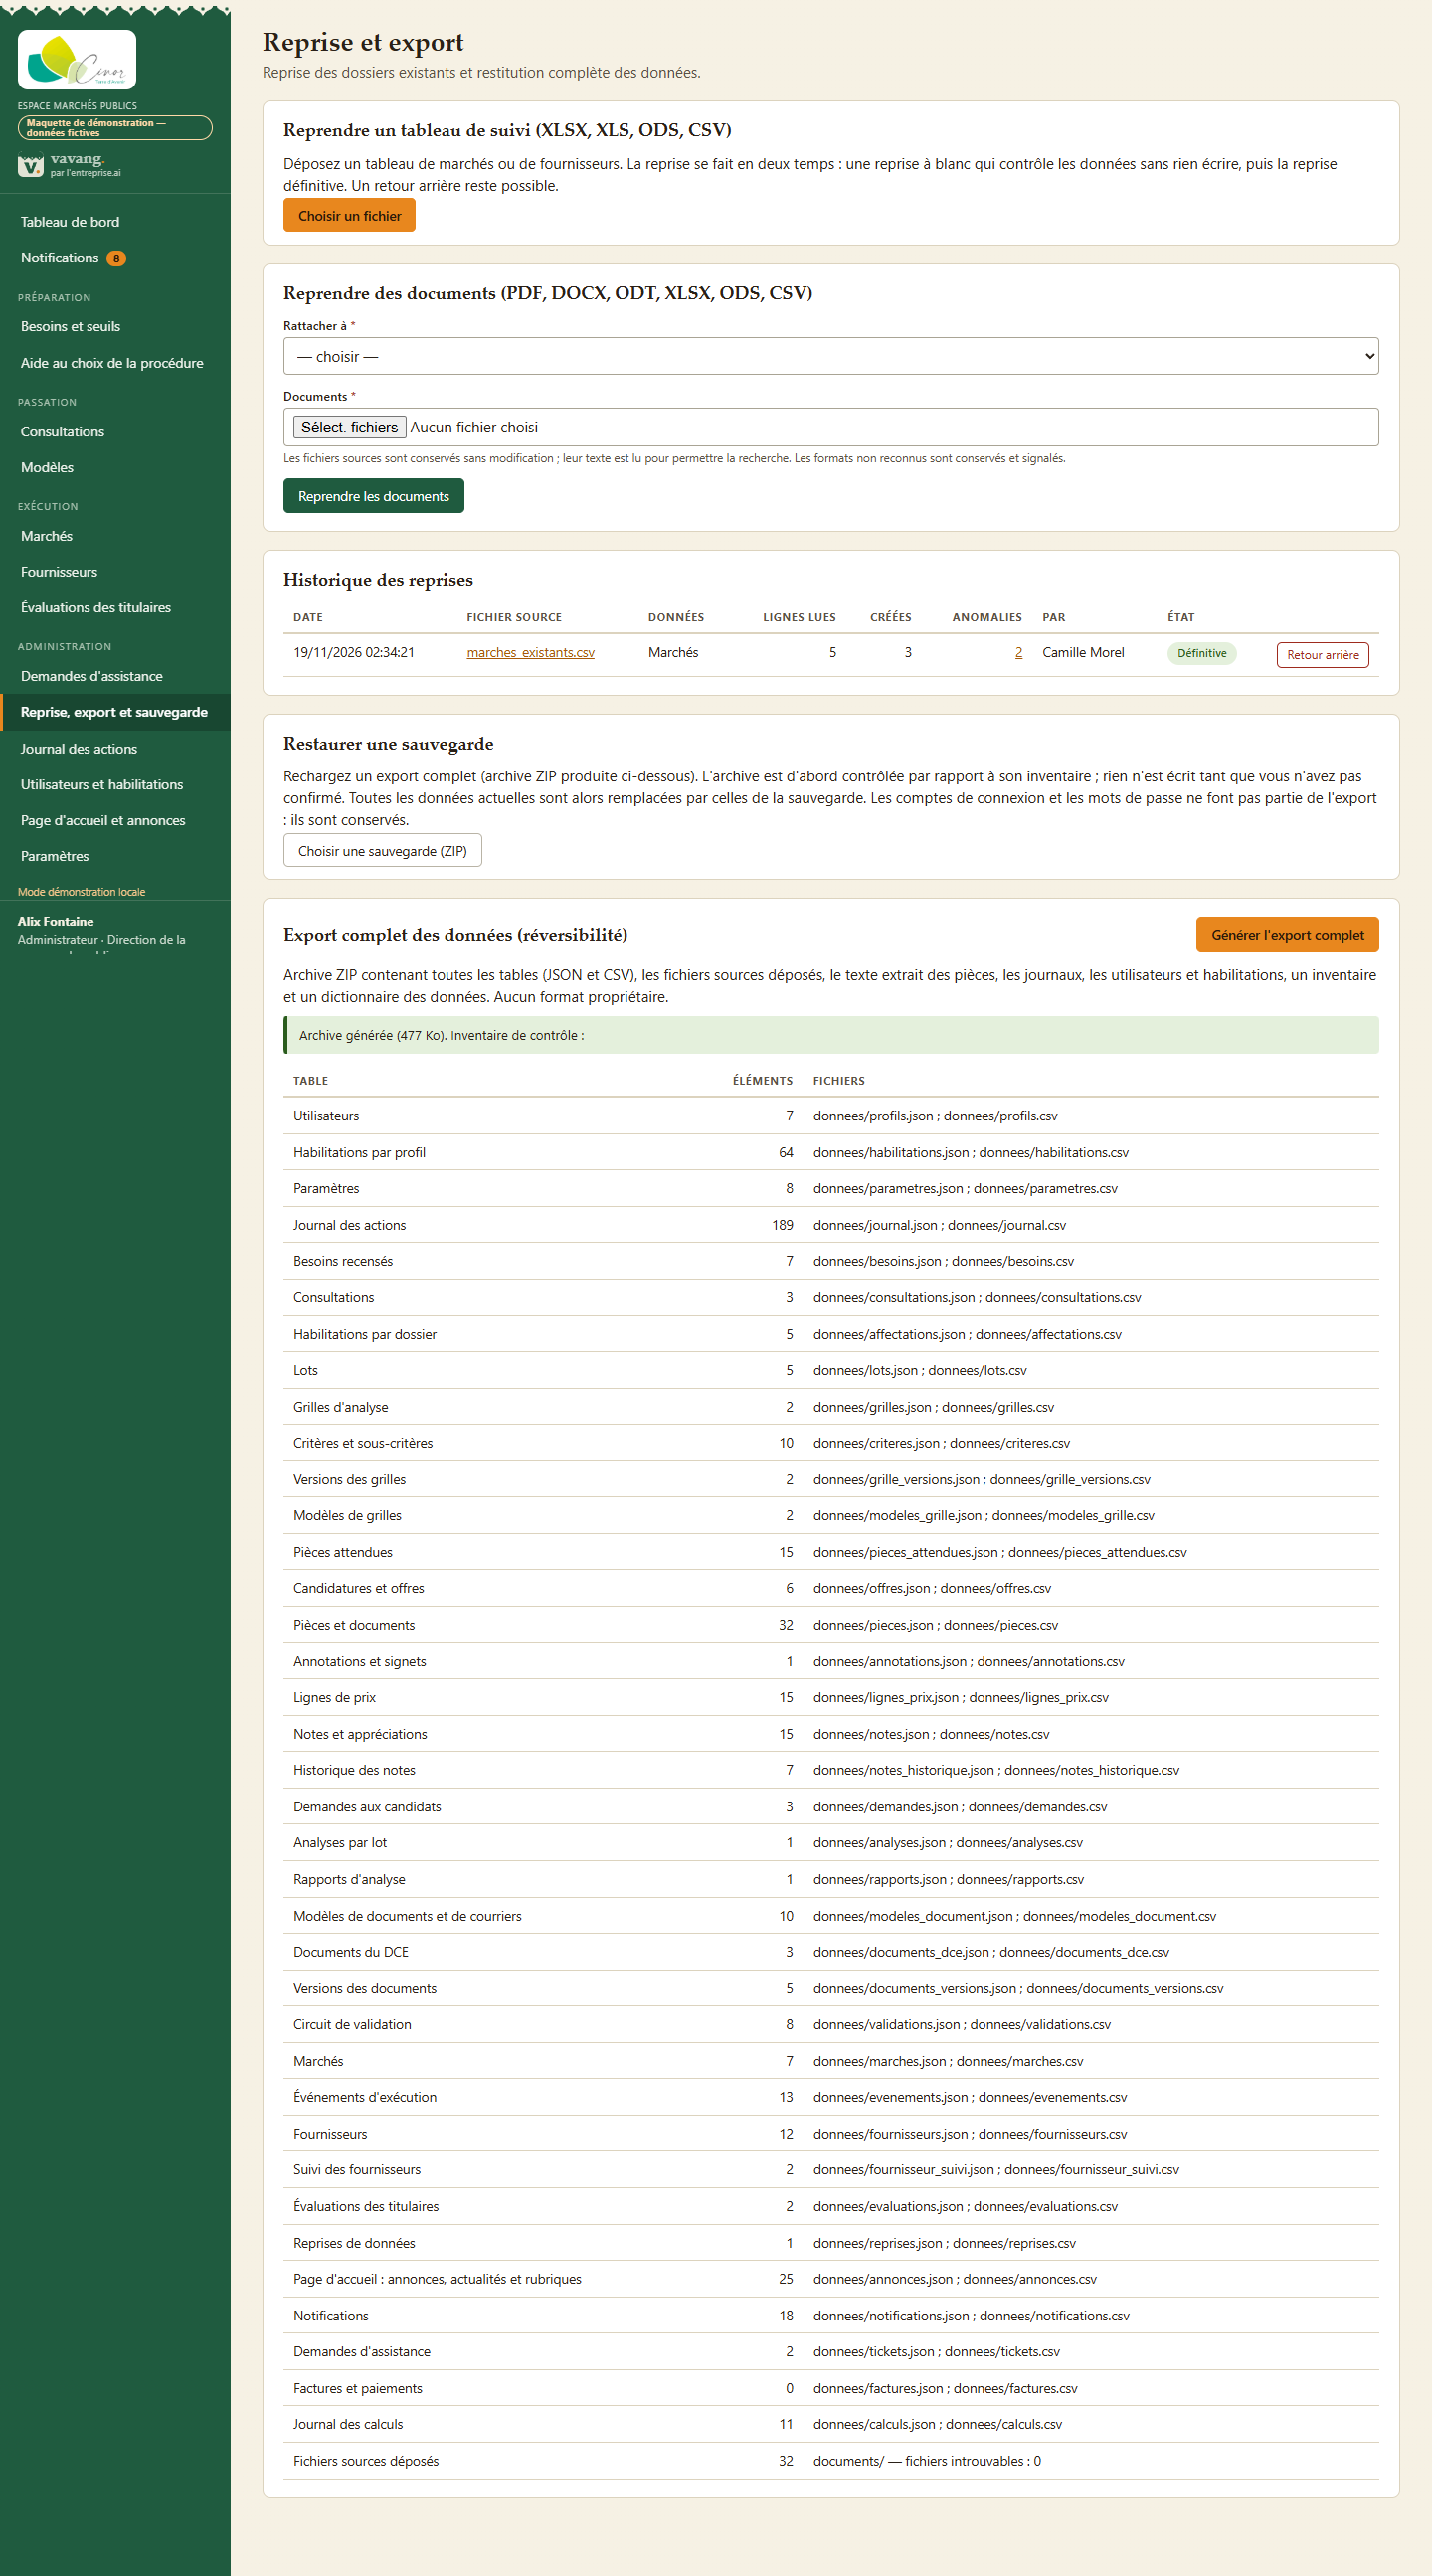 Cinor
Terre d'Avenir
ESPACE MARCHÉS PUBLICS
Maquette de démonstration —
données fictives
vavang.
par l'entreprise.ai
Tableau de bord
Notifications 8
PRÉPARATION
Besoins et seuils
Aide au choix de la procédure
PASSATION
Consultations
Modèles
EXÉCUTION
Marchés
Fournisseurs
Évaluations des titulaires
ADMINISTRATION
Demandes d'assistance
Reprise, export et sauvegarde
Journal des actions
Utilisateurs et habilitations
Page d'accueil et annonces
Paramètres
Mode démonstration locale
Alix Fontaine
Administrateur · Direction de la
Reprise et export
Reprise des dossiers existants et restitution complète des données.
Reprendre un tableau de suivi (XLSX, XLS, ODS, CSV)
Déposez un tableau de marchés ou de fournisseurs. La reprise se fait en deux temps : une reprise à blanc qui contrôle les données sans rien écrire, puis la reprise
définitive. Un retour arrière reste possible.
Choisir un fichier
Reprendre des documents (PDF, DOCX, ODT, XLSX, ODS, CSV)
Rattacher à *
— choisir —
Documents *
Sélect. fichiers Aucun fichier choisi
Les fichiers sources sont conservés sans modification ; leur texte est lu pour permettre la recherche. Les formats non reconnus sont conservés et signalés.
Reprendre les documents
Historique des reprises
DATE FICHIER SOURCE DONNÉES LIGNES LUES CRÉÉES ANOMALIES PAR ÉTAT
19/11/2026 02:34:21 marches_existants.csv Marchés 5 3 2 Camille Morel Définitive Retour arrière
Restaurer une sauvegarde
Rechargez un export complet (archive ZIP produite ci-dessous). L'archive est d'abord contrôlée par rapport à son inventaire ; rien n'est écrit tant que vous n'avez pas
confirmé. Toutes les données actuelles sont alors remplacées par celles de la sauvegarde. Les comptes de connexion et les mots de passe ne font pas partie de l'export
: ils sont conservés.
Choisir une sauvegarde (ZIP)
Export complet des données (réversibilité)
Générer l'export complet
Archive ZIP contenant toutes les tables (JSON et CSV), les fichiers sources déposés, le texte extrait des pièces, les journaux, les utilisateurs et habilitations, un inventaire
et un dictionnaire des données. Aucun format propriétaire.
Archive générée (477 Ko). Inventaire de contrôle :
TABLE ÉLÉMENTS FICHIERS
Utilisateurs 7 donnees/profils.json ; donnees/profils.csv
Habilitations par profil 64 donnees/habilitations.json ; donnees/habilitations.csv
Paramètres 8 donnees/parametres.json ; donnees/parametres.csv
Journal des actions 189 donnees/journal.json ; donnees/journal.csv
Besoins recensés 7 donnees/besoins.json ; donnees/besoins.csv
Consultations 3 donnees/consultations.json ; donnees/consultations.csv
Habilitations par dossier 5 donnees/affectations.json ; donnees/affectations.csv
Lots 5 donnees/lots.json ; donnees/lots.csv
Grilles d'analyse 2 donnees/grilles.json ; donnees/grilles.csv
Critères et sous-critères 10 donnees/criteres.json ; donnees/criteres.csv
Versions des grilles 2 donnees/grille_versions.json ; donnees/grille_versions.csv
Modèles de grilles 2 donnees/modeles_grille.json ; donnees/modeles_grille.csv
Pièces attendues 15 donnees/pieces_attendues.json ; donnees/pieces_attendues.csv
Candidatures et offres 6 donnees/offres.json ; donnees/offres.csv
Pièces et documents 32 donnees/pieces.json ; donnees/pieces.csv
Annotations et signets 1 donnees/annotations.json ; donnees/annotations.csv
Lignes de prix 15 donnees/lignes_prix.json ; donnees/lignes_prix.csv
Notes et appréciations 15 donnees/notes.json ; donnees/notes.csv
Historique des notes 7 donnees/notes_historique.json ; donnees/notes_historique.csv
Demandes aux candidats 3 donnees/demandes.json ; donnees/demandes.csv
Analyses par lot 1 donnees/analyses.json ; donnees/analyses.csv
Rapports d'analyse 1 donnees/rapports.json ; donnees/rapports.csv
Modèles de documents et de courriers 10 donnees/modeles_document.json ; donnees/modeles_document.csv
Documents du DCE 3 donnees/documents_dce.json ; donnees/documents_dce.csv
Versions des documents 5 donnees/documents_versions.json ; donnees/documents_versions.csv
Circuit de validation 8 donnees/validations.json ; donnees/validations.csv
Marchés 7 donnees/marches.json ; donnees/marches.csv
Événements d'exécution 13 donnees/evenements.json ; donnees/evenements.csv
Fournisseurs 12 donnees/fournisseurs.json ; donnees/fournisseurs.csv
Suivi des fournisseurs 2 donnees/fournisseur_suivi.json ; donnees/fournisseur_suivi.csv
Évaluations des titulaires 2 donnees/evaluations.json ; donnees/evaluations.csv
Reprises de données 1 donnees/reprises.json ; donnees/reprises.csv
Page d'accueil : annonces, actualités et rubriques 25 donnees/annonces.json ; donnees/annonces.csv
Notifications 18 donnees/notifications.json ; donnees/notifications.csv
Demandes d'assistance 2 donnees/tickets.json ; donnees/tickets.csv
Factures et paiements 0 donnees/factures.json ; donnees/factures.csv
Journal des calculs 11 donnees/calculs.json ; donnees/calculs.csv
Fichiers sources déposés 32 documents/ — fichiers introuvables : 0